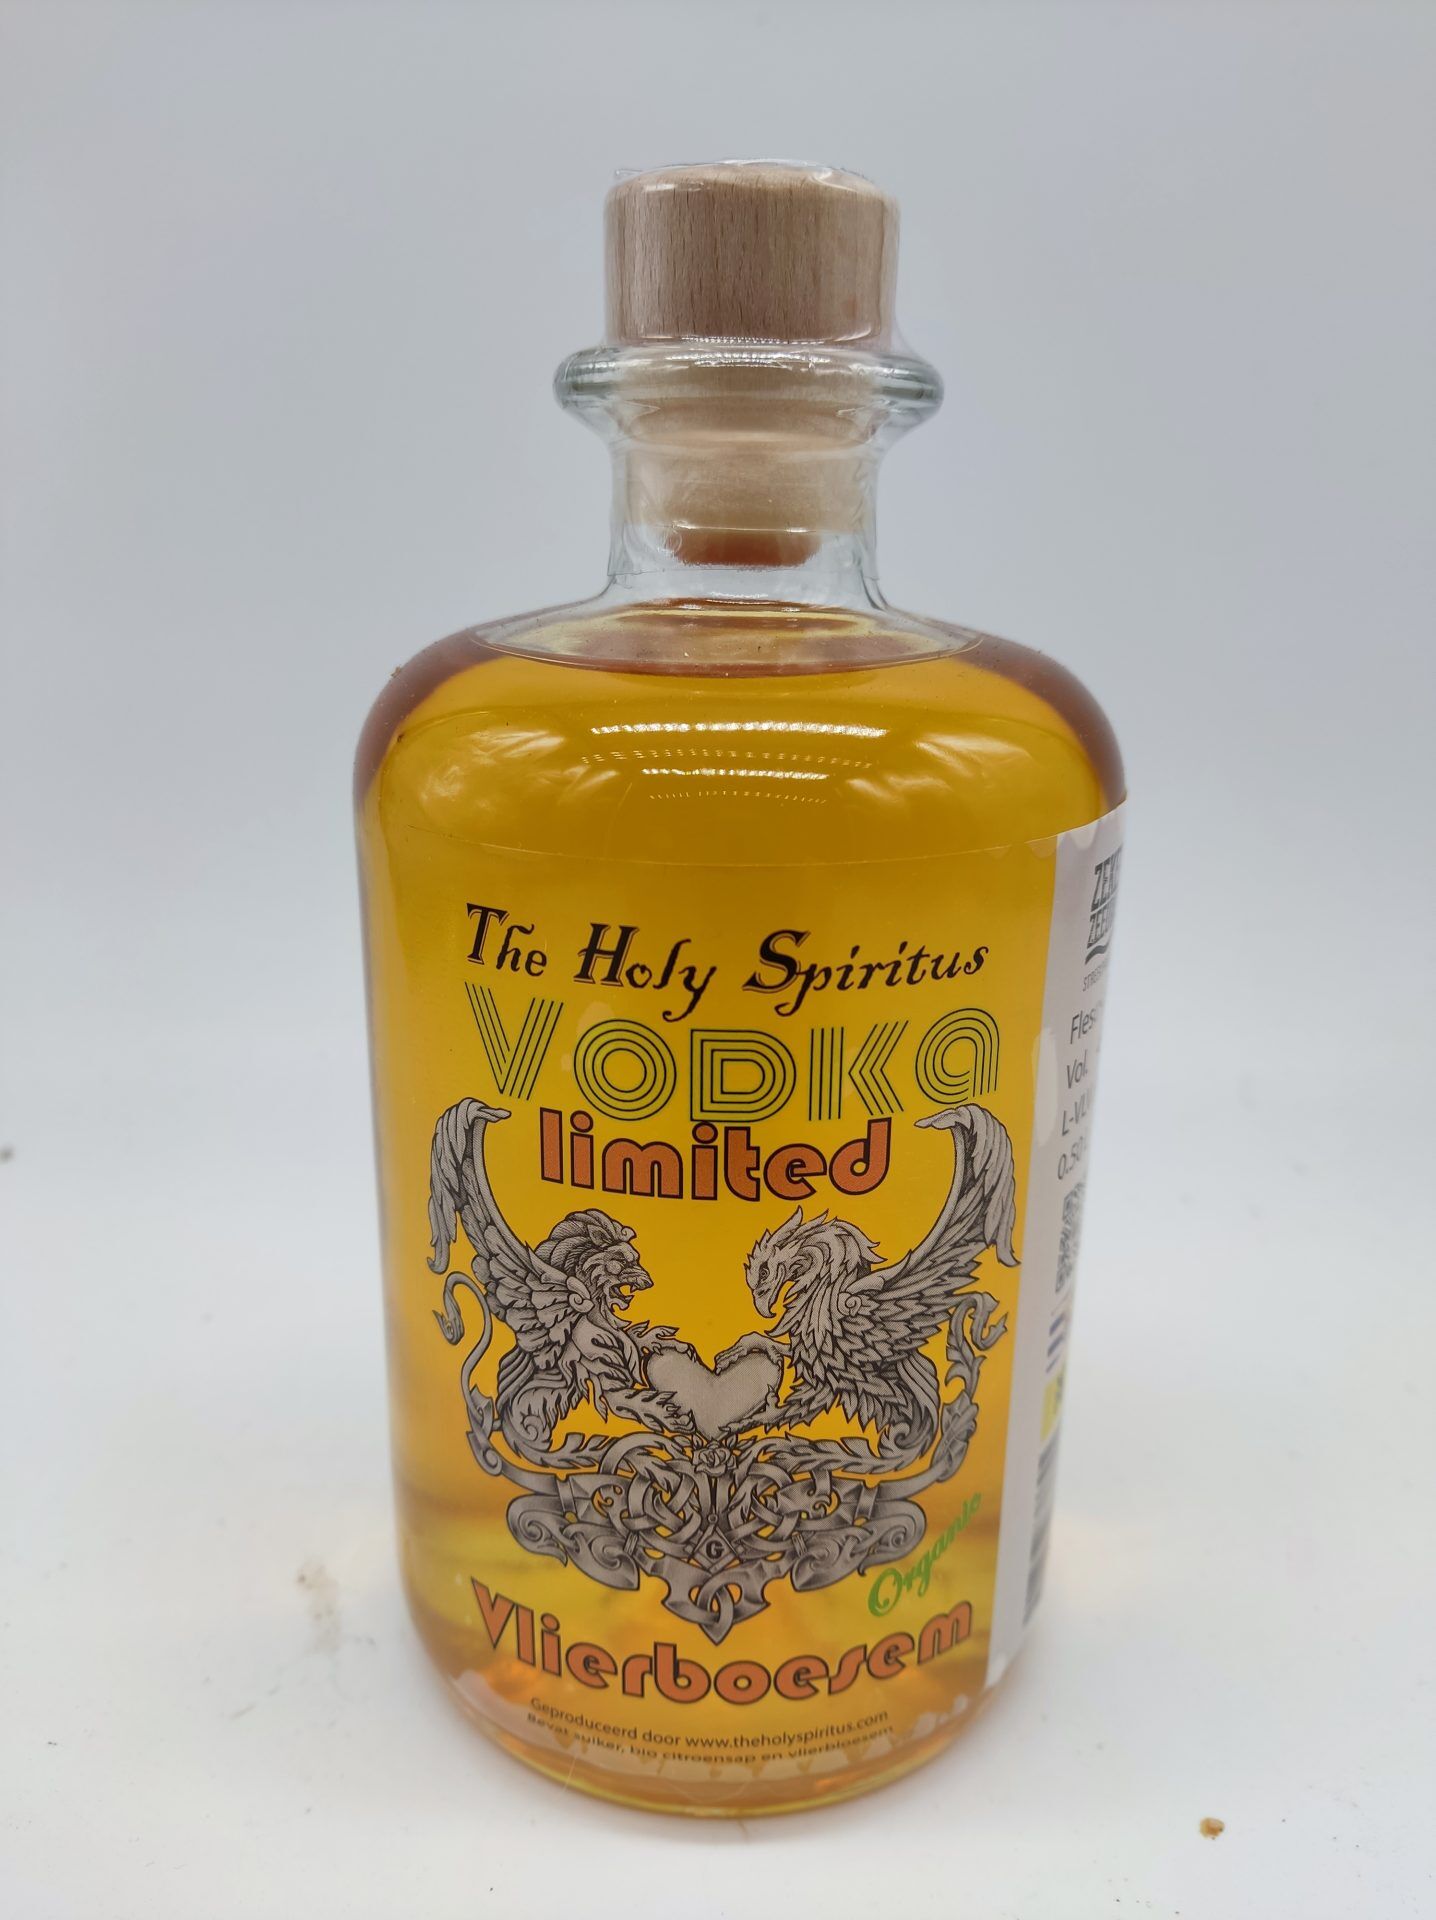 The Holy Spiritus
Vodka
limited
G
Organic
Vlierboesem
Geproduceerd door www.theholyspiritus.com
Bevat suiker, bio citroensap en vlierbloesem
Vol.